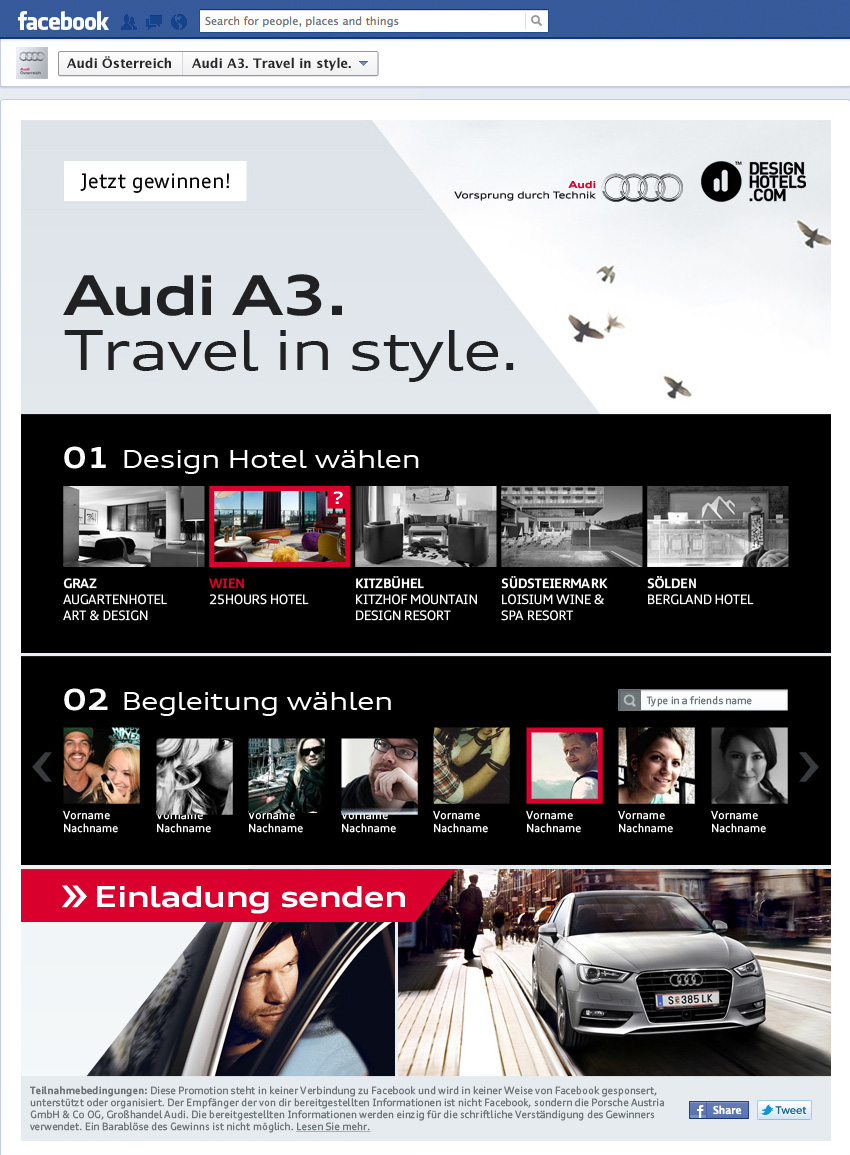 facebook
Search for people, places and things
Audi Österreich
Audi Österreich
Audi A3. Travel in style.
Jetzt gewinnen!
Audi
Vorsprung durch Technik
DESIGN
HOTELS
.COM
™
Audi A3.
Travel in style.
01 Design Hotel wählen
?
GRAZ
AUGARTENHOTEL
ART & DESIGN
WIEN
25HOURS HOTEL
KITZBÜHEL
KITZHOF MOUNTAIN
DESIGN RESORT
SÜDSTEIERMARK
LOISIUM WINE &
SPA RESORT
SÖLDEN
BERGLAND HOTEL
02 Begleitung wählen
Type in a friends name
Vorname
Nachname
Vorname
Nachname
Vorname
Nachname
Vorname
Nachname
Vorname
Nachname
Vorname
Nachname
Vorname
Nachname
Vorname
Nachname
» Einladung senden
S 385 LK
Teilnahmebedingungen: Diese Promotion steht in keiner Verbindung zu Facebook und wird in keiner Weise von Facebook gesponsert,
unterstützt oder organisiert. Der Empfänger der von dir bereitgestellten Informationen ist nicht Facebook, sondern die Porsche Austria
GmbH & Co OG, Großhandel Audi. Die bereitgestellten Informationen werden einzig für die schriftliche Verständigung des Gewinners
verwendet. Ein Barablöse des Gewinns ist nicht möglich. Lesen Sie mehr.
f Share
Tweet